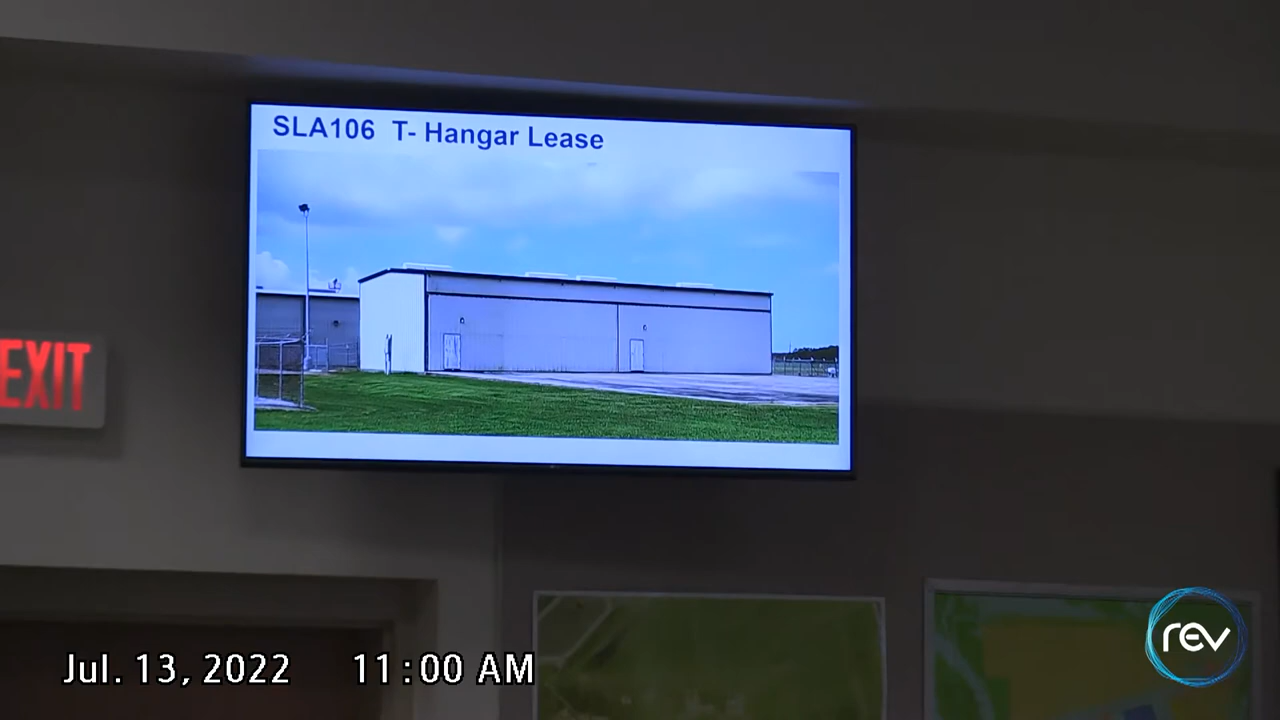 SLA106 T- Hangar Lease
EXIT
Jul. 13, 2022 11:00 AM
rev